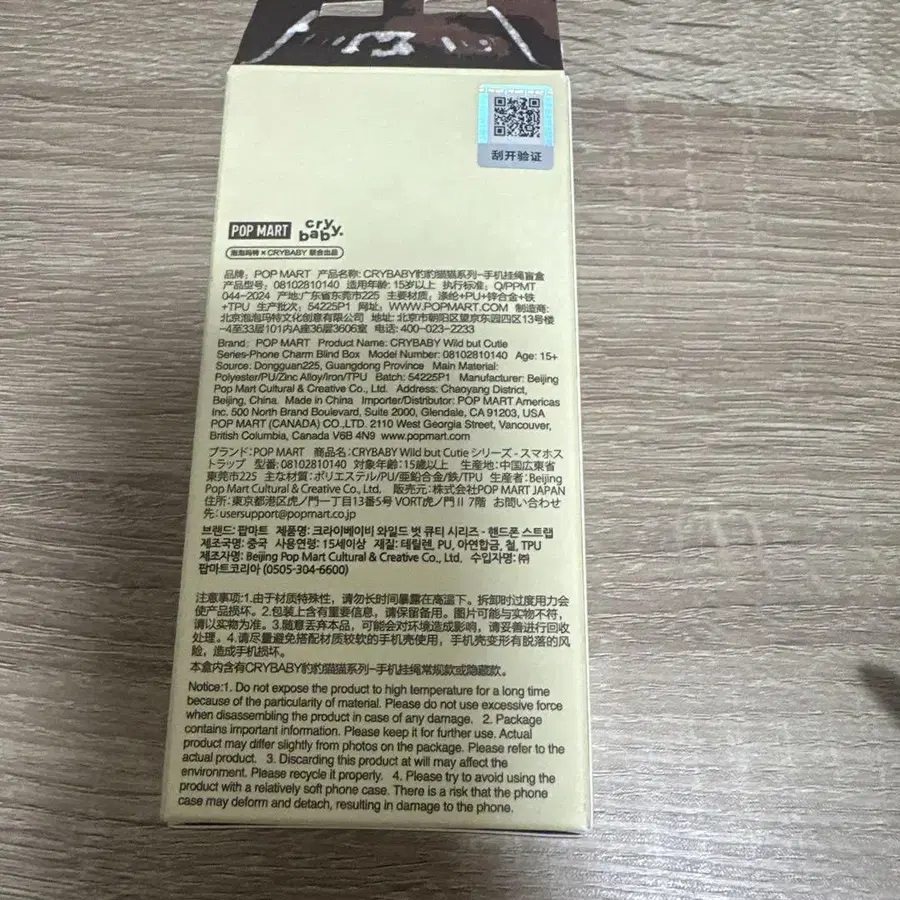 刮开验证
POP MART cry baby.
泡泡玛特×CRYBABY 联合出品
品牌：POP MART 产品名称：CRYBABY豹豹猫猫系列-手机挂绳盲盒
产品型号：08102810140 适用年龄：15岁以上 执行标准：Q/PPMT
044-2024 产地：广东省东莞市225 主要材质：涤纶+PU+锌合金+铁
+TPU 生产批次：54225P1 网址：WWW.POPMART.COM 制造商：
北京泡泡玛特文化创意有限公司 地址：北京市朝阳区望京东园四区13号楼
-4至33层101内A座36层3606室 电话：400-023-2233
Brand: POP MART Product Name: CRYBABY Wild but Cutie
Series-Phone Charm Blind Box Model Number: 08102810140 Age: 15+
Source: Dongguan225, Guangdong Province Main Material:
Polyester/PU/Zinc Alloy/Iron/TPU Batch: 54225P1 Manufacturer: Beijing
Pop Mart Cultural & Creative Co., Ltd. Address: Chaoyang District,
Beijing, China. Made in China Importer/Distributor: POP MART Americas
Inc. 500 North Brand Boulevard, Suite 2000, Glendale, CA 91203, USA
POP MART (CANADA) CO.,LTD. 2110 West Georgia Street, Vancouver,
British Columbia, Canada V6B 4N9 www.popmart.com
ブランド：POP MART 商品名：CRYBABY Wild but Cutie シリーズ - スマホス
トラップ 型番：08102810140 対象年齢：15歳以上 生産地：中国広東省
東莞市225 主な材質：ポリエステル/PU/亜鉛合金/鉄/TPU 生産者：Beijing
Pop Mart Cultural & Creative Co., Ltd. 販売元：株式会社POP MART JAPAN
住所：東京都港区虎ノ門一丁目13番5号 VORT虎ノ門Ⅱ 7階 お問い合わせ
先：usersupport@popmart.co.jp
브랜드: 팝마트 제품명: 크라이베이비 와일드 벗 큐티 시리즈 - 핸드폰 스트랩
제조국명: 중국 사용연령: 15세이상 재질: 테릴렌, PU, 아연합금, 철, TPU
제조자명: Beijing Pop Mart Cultural & Creative Co., Ltd. 수입자명: ㈜
팝마트코리아 (0505-304-6600)
注意事项:1.由于材质特殊性，请勿长时间暴露在高温下。拆卸时过度用力会
使产品损坏。2.包装上含有重要信息，请保留备用。图片可能与实物不符，
请以实物为准。3.随意丢弃本品，可能会对环境造成影响，请妥善进行回收
处理。4.请尽量避免搭配材质较软的手机壳使用，手机壳变形有脱落的风
险，造成手机损坏。
本盒内含有CRYBABY豹豹猫猫系列-手机挂绳常规款或隐藏款。
Notice:1. Do not expose the product to high temperature for a long time
because of the particularity of material. Please do not use excessive force
when disassembling the product in case of any damage. 2. Package
contains important information. Please keep it for further use. Actual
product may differ slightly from photos on the package. Please refer to the
actual product. 3. Discarding this product at will may affect the
environment. Please recycle it properly. 4. Please try to avoid using the
product with a relatively soft phone case. There is a risk that the phone
case may deform and detach, resulting in damage to the phone.